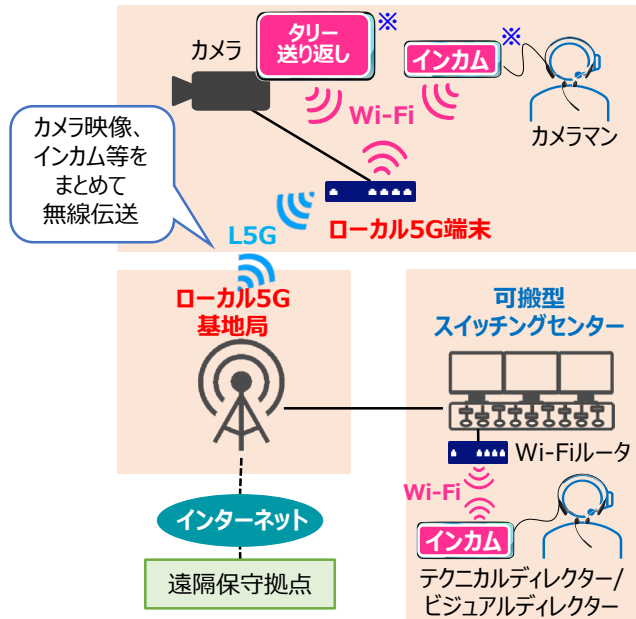 カメラ
タリー
送り返し
※
インカム
※
Wi-Fi
カメラマン
カメラ映像、
インカム等を
まとめて
無線伝送
L5G
ローカル5G端末
ローカル5G
基地局
可搬型
スイッチングセンター
Wi-Fiルータ
Wi-Fi
インカム
インターネット
遠隔保守拠点
テクニカルディレクター/
ビジュアルディレクター